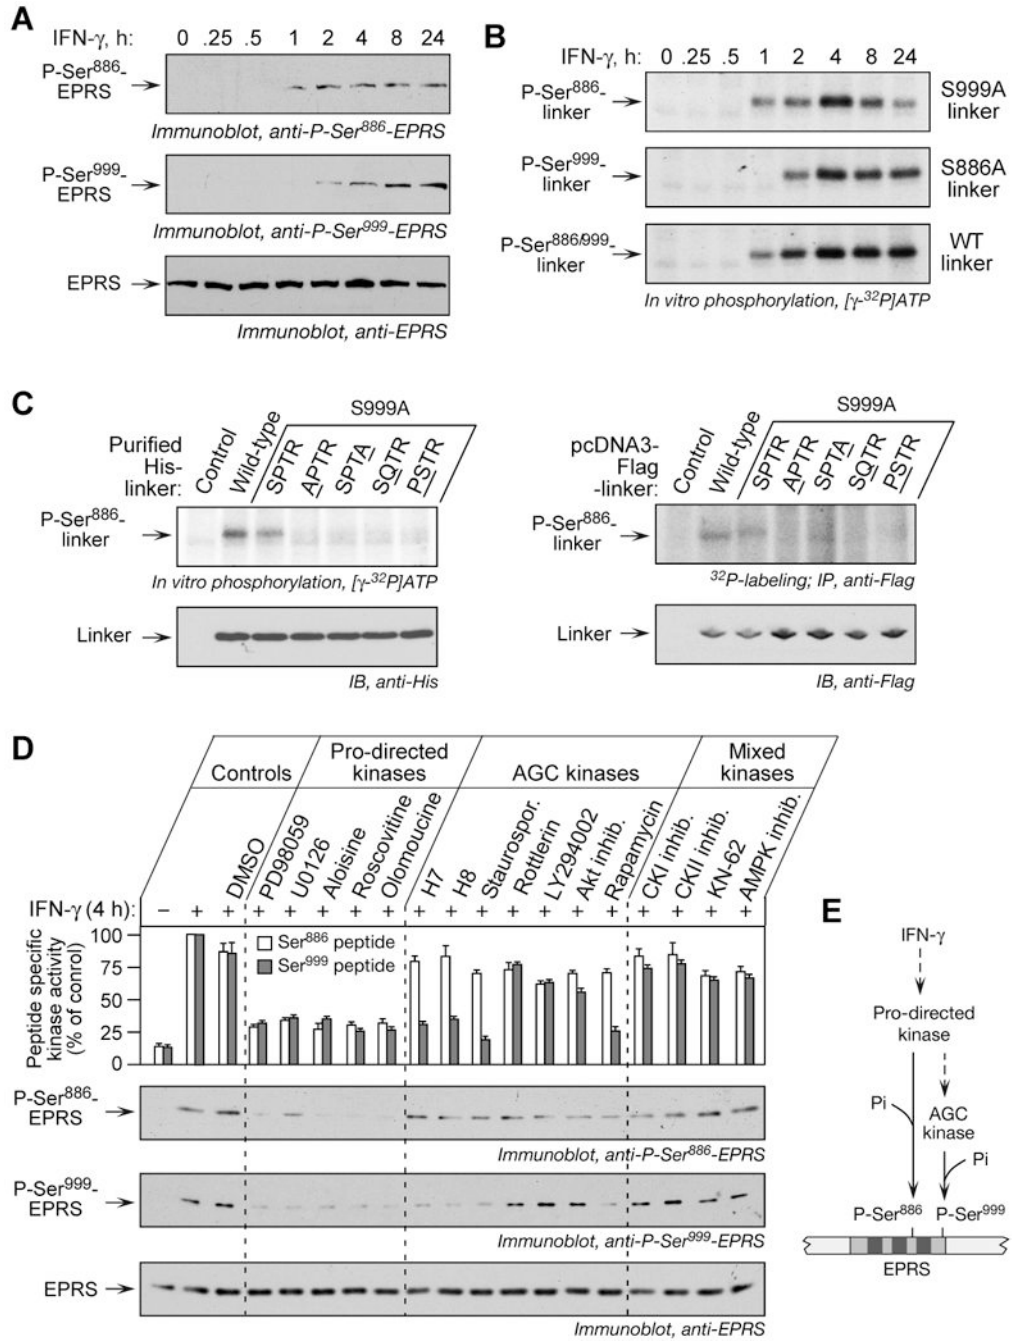 A
IFN-γ, h: 0 .25 .5 1 2 4 8 24
P-Ser886-
EPRS
Immunoblot, anti-P-Ser886-EPRS
P-Ser999-
EPRS
Immunoblot, anti-P-Ser999-EPRS
EPRS
Immunoblot, anti-EPRS
B
IFN-γ, h: 0 .25 .5 1 2 4 8 24
P-Ser886-
linker
S999A
linker
P-Ser999-
linker
S886A
linker
P-Ser886/999-
linker
WT
linker
In vitro phosphorylation, [γ-32P]ATP
C
S999A
Purified
His-
linker:
Control
Wild-type
SPTR
APTR
SPTA
SQTR
PSTR
P-Ser886-
linker
In vitro phosphorylation, [γ-32P]ATP
Linker
IB, anti-His
S999A
pcDNA3-
Flag
-linker:
Control
Wild-type
SPTR
APTR
SPTA
SQTR
PSTR
P-Ser886-
linker
32P-labeling; IP, anti-Flag
Linker
IB, anti-Flag
D
Controls
Pro-directed
kinases
AGC kinases
Mixed
kinases
DMSO
PD98059
U0126
Aloisine
Roscovitine
Olomoucine
H7
H8
Staurospor.
Rottlerin
LY294002
Akt inhib.
Rapamycin
CKI inhib.
CKII inhib.
KN-62
AMPK inhib.
IFN-γ (4 h): − + + + + + + + + + + + + + + + + + +
Peptide specific
kinase activity
(% of control)
100
75
50
25
0
Ser886 peptide
Ser999 peptide
P-Ser886-
EPRS
Immunoblot, anti-P-Ser886-EPRS
P-Ser999-
EPRS
Immunoblot, anti-P-Ser999-EPRS
EPRS
Immunoblot, anti-EPRS
E
IFN-γ
Pro-directed
kinase
Pi
AGC
kinase
Pi
P-Ser886 P-Ser999
EPRS